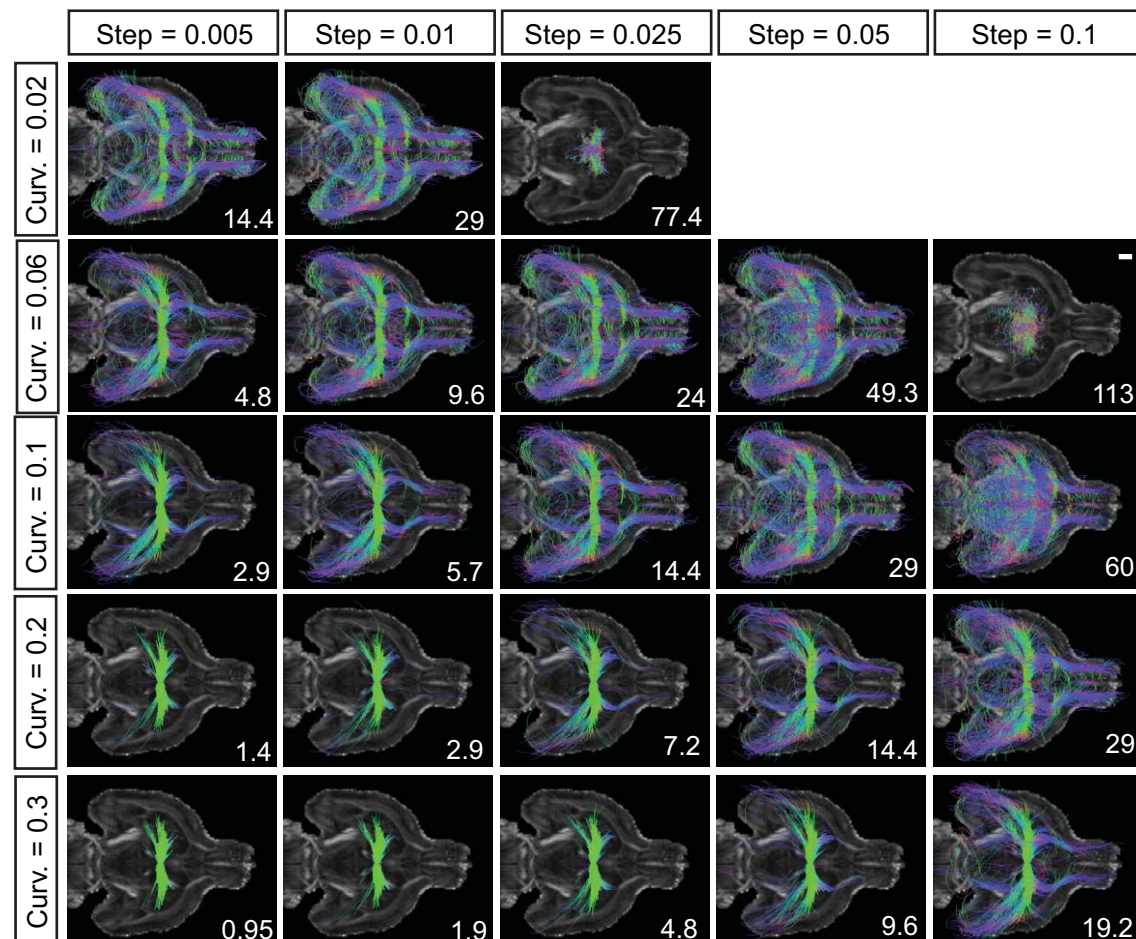 Step = 0.005 Step = 0.01 Step = 0.025 Step = 0.05 Step = 0.1
Curv. = 0.02
14.4 29 77.4
Curv. = 0.06
4.8 9.6 24 49.3 113
Curv. = 0.1
2.9 5.7 14.4 29 60
Curv. = 0.2
1.4 2.9 7.2 14.4 29
Curv. = 0.3
0.95 1.9 4.8 9.6 19.2